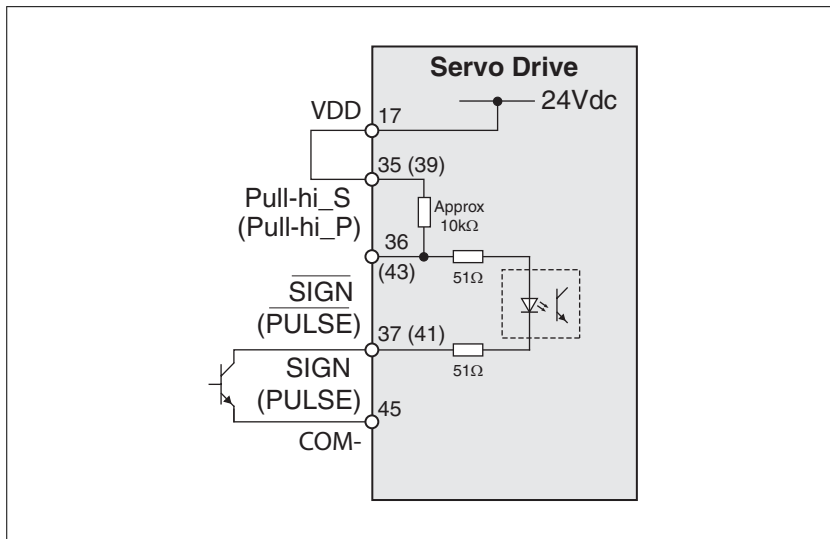 Servo Drive
24Vdc
VDD
17
35 (39)
Pull-hi_S
(Pull-hi_P)
Approx
10kΩ
36
(43)
51Ω
SIGN
(PULSE)
37 (41)
51Ω
SIGN
(PULSE)
45
COM-